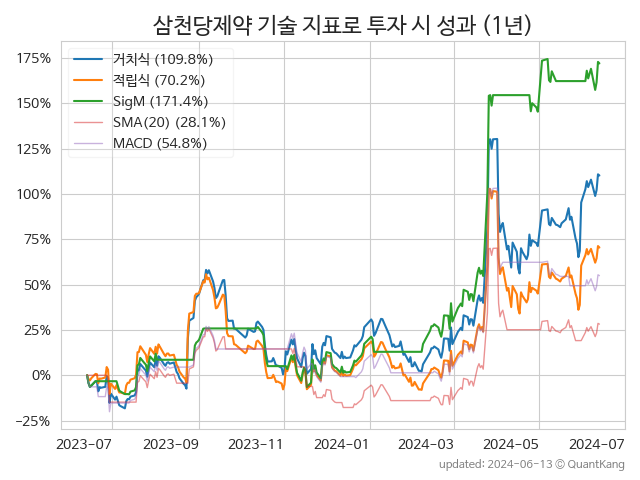 삼천당제약 기술 지표로 투자 시 성과 (1년)
거치식 (109.8%)
적립식 (70.2%)
SigM (171.4%)
SMA(20) (28.1%)
MACD (54.8%)
175%
150%
125%
100%
75%
50%
25%
0%
−25%
2023-07 2023-09 2023-11 2024-01 2024-03 2024-05 2024-07
updated: 2024-06-13 © QuantKang